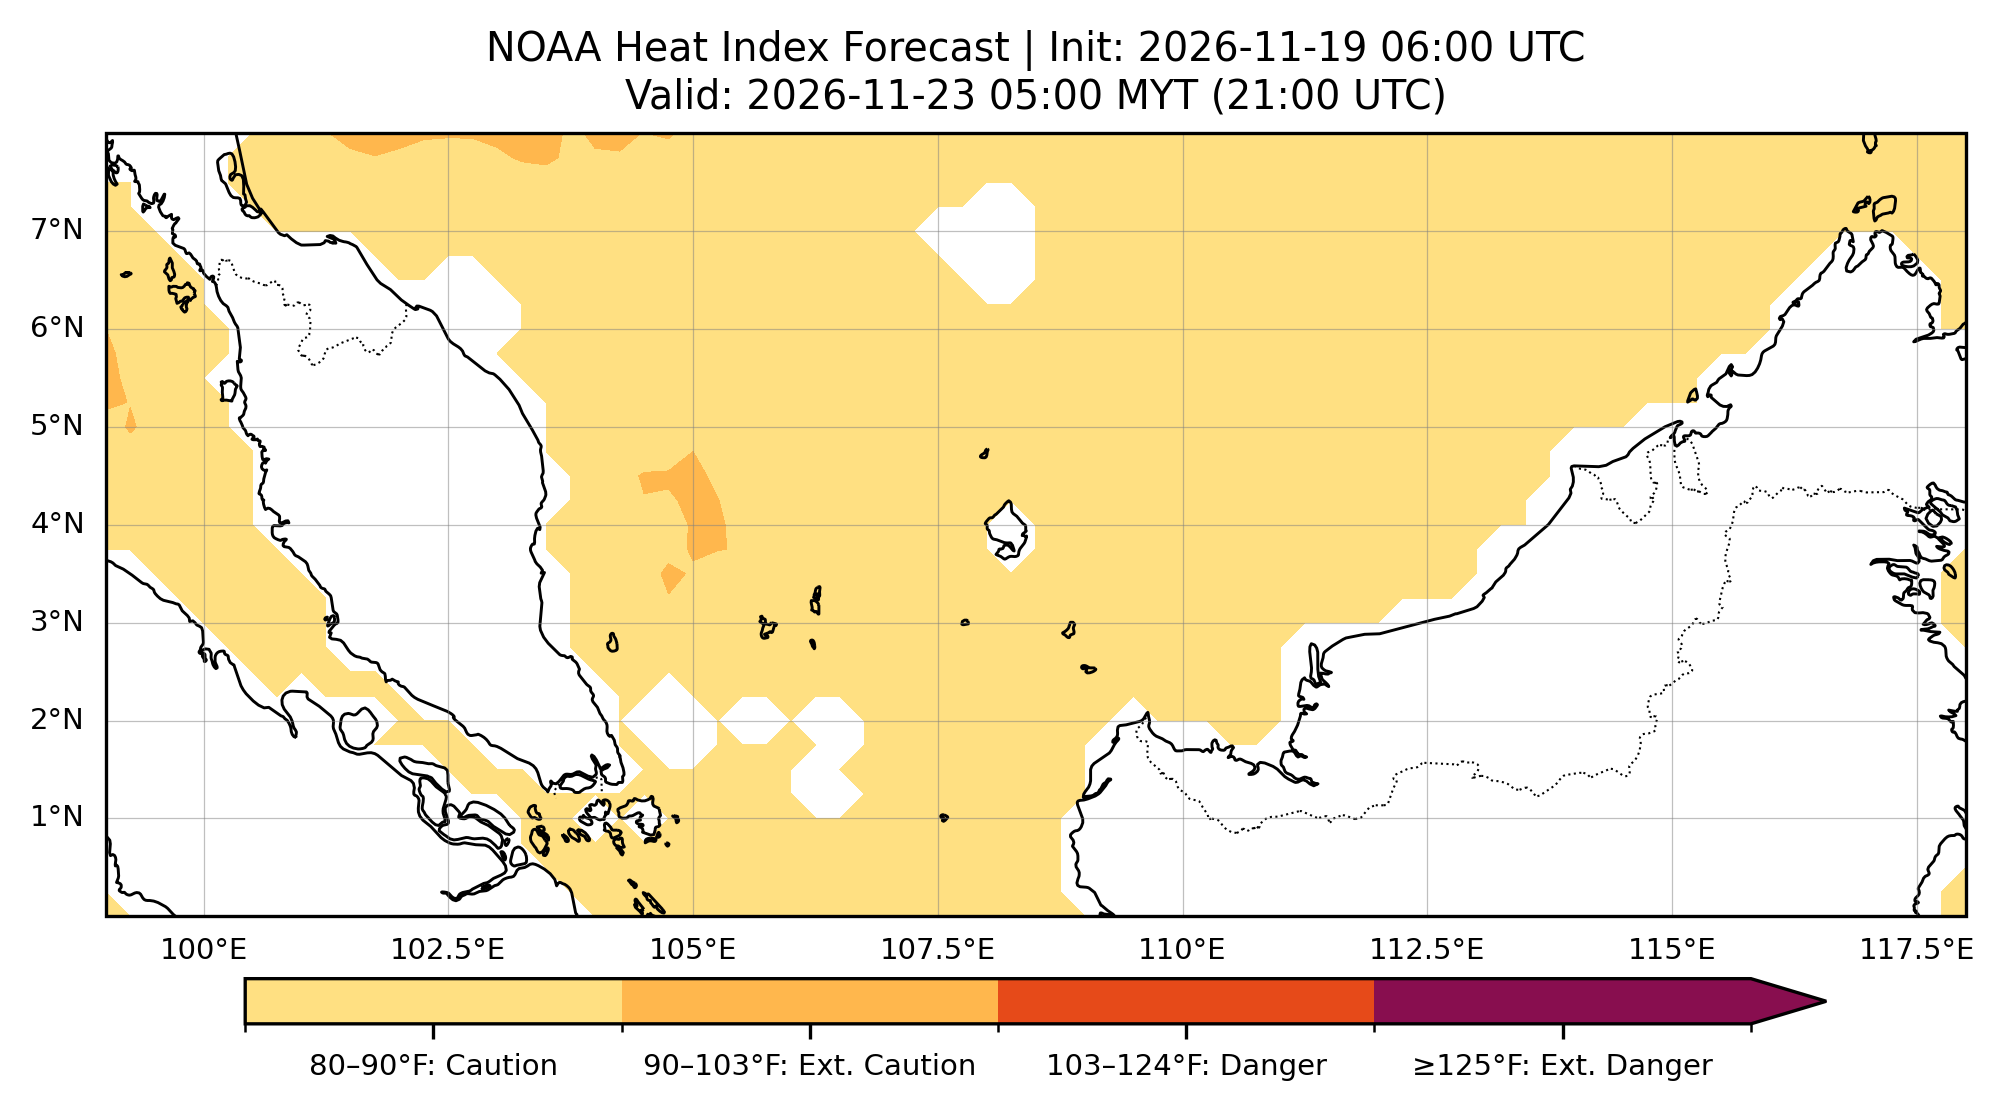 NOAA Heat Index Forecast | Init: 2026-11-19 06:00 UTC
Valid: 2026-11-23 05:00 MYT (21:00 UTC)
7°N
6°N
5°N
4°N
3°N
2°N
1°N
100°E 102.5°E 105°E 107.5°E 110°E 112.5°E 115°E 117.5°E
80–90°F: Caution 90–103°F: Ext. Caution 103–124°F: Danger ≥125°F: Ext. Danger